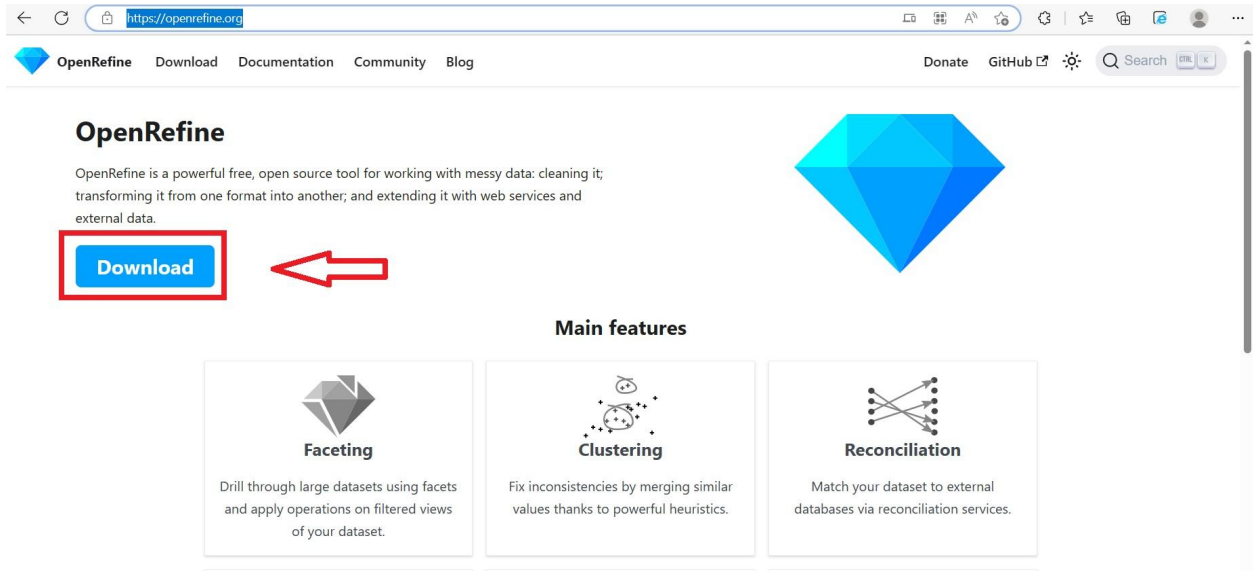 https://openrefine.org
OpenRefine Download Documentation Community Blog Donate GitHub Search CTRL K
OpenRefine
OpenRefine is a powerful free, open source tool for working with messy data: cleaning it;
transforming it from one format into another; and extending it with web services and
external data.
Download
Main features
Faceting
Drill through large datasets using facets
and apply operations on filtered views
of your dataset.
Clustering
Fix inconsistencies by merging similar
values thanks to powerful heuristics.
Reconciliation
Match your dataset to external
databases via reconciliation services.